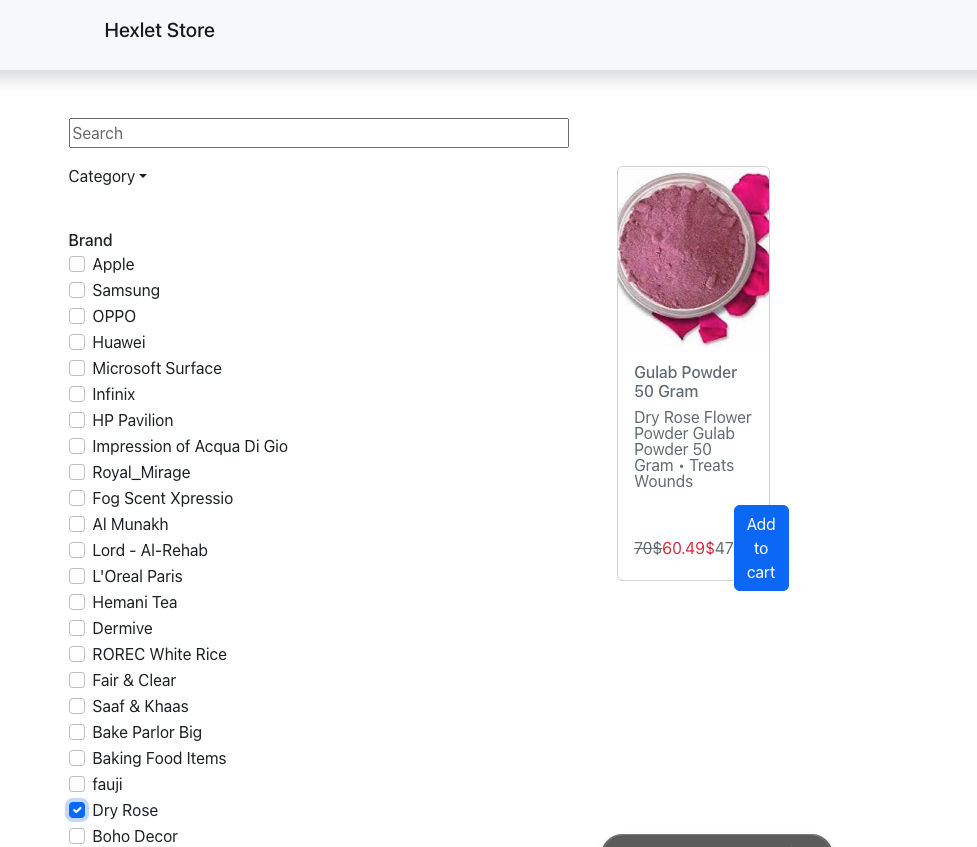 Hexlet Store
Search
Category
Brand
Apple
Samsung
OPPO
Huawei
Microsoft Surface
Infinix
HP Pavilion
Impression of Acqua Di Gio
Royal_Mirage
Fog Scent Xpressio
Al Munakh
Lord - Al-Rehab
L'Oreal Paris
Hemani Tea
Dermive
ROREC White Rice
Fair & Clear
Saaf & Khaas
Bake Parlor Big
Baking Food Items
fauji
Dry Rose
Boho Decor
Gulab Powder
50 Gram
Dry Rose Flower
Powder Gulab
Powder 50
Gram • Treats
Wounds
70$60.49$47
Add
to
cart